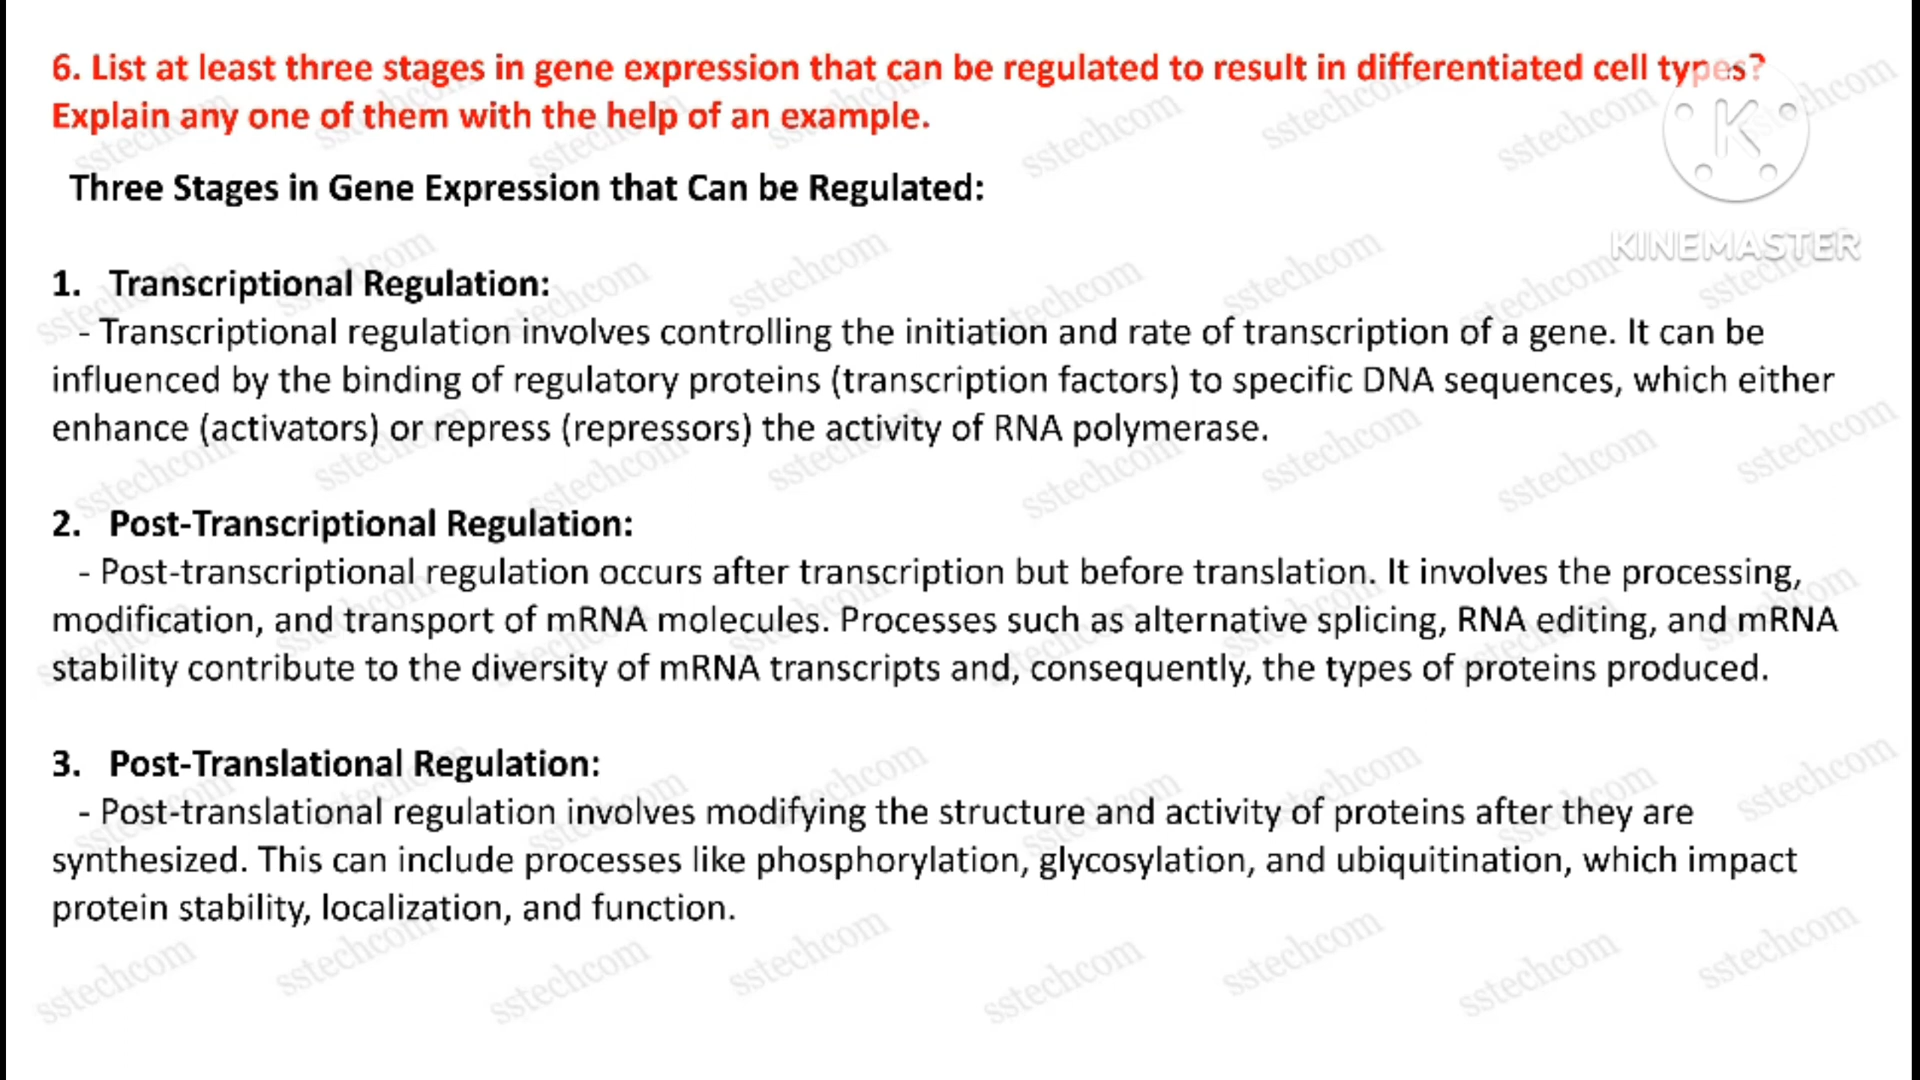 6. List at least three stages in gene expression that can be regulated to result in differentiated cell types?
Explain any one of them with the help of an example.
K
KINEMASTER
Three Stages in Gene Expression that Can be Regulated:
1. Transcriptional Regulation:
- Transcriptional regulation involves controlling the initiation and rate of transcription of a gene. It can be
influenced by the binding of regulatory proteins (transcription factors) to specific DNA sequences, which either
enhance (activators) or repress (repressors) the activity of RNA polymerase.
2. Post-Transcriptional Regulation:
- Post-transcriptional regulation occurs after transcription but before translation. It involves the processing,
modification, and transport of mRNA molecules. Processes such as alternative splicing, RNA editing, and mRNA
stability contribute to the diversity of mRNA transcripts and, consequently, the types of proteins produced.
3. Post-Translational Regulation:
- Post-translational regulation involves modifying the structure and activity of proteins after they are
synthesized. This can include processes like phosphorylation, glycosylation, and ubiquitination, which impact
protein stability, localization, and function.
sstechcom